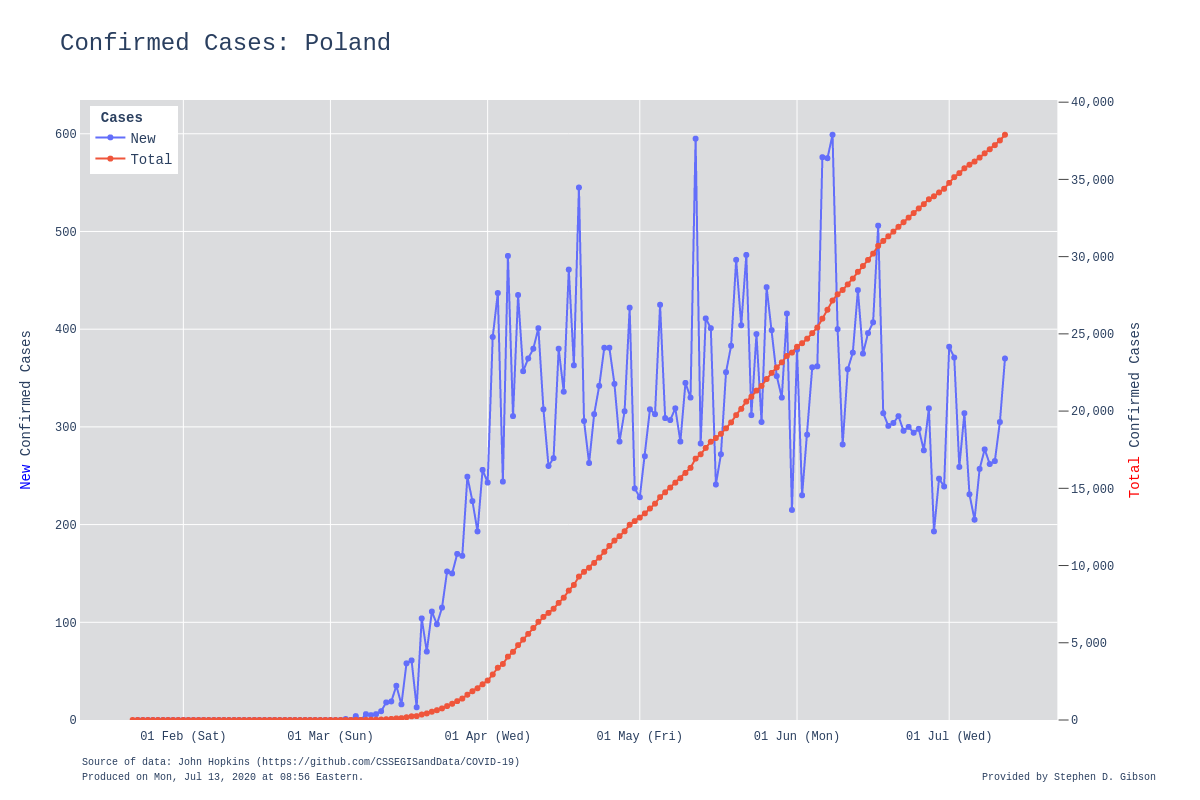 Confirmed Cases: Poland
Cases
New
Total
600
500
400
300
200
100
0
New Confirmed Cases
40,000
35,000
30,000
25,000
20,000
15,000
10,000
5,000
0
Total Confirmed Cases
01 Feb (Sat)
01 Mar (Sun)
01 Apr (Wed)
01 May (Fri)
01 Jun (Mon)
01 Jul (Wed)
Source of data: John Hopkins (https://github.com/CSSEGISandData/COVID-19)
Produced on Mon, Jul 13, 2020 at 08:56 Eastern.
Provided by Stephen D. Gibson